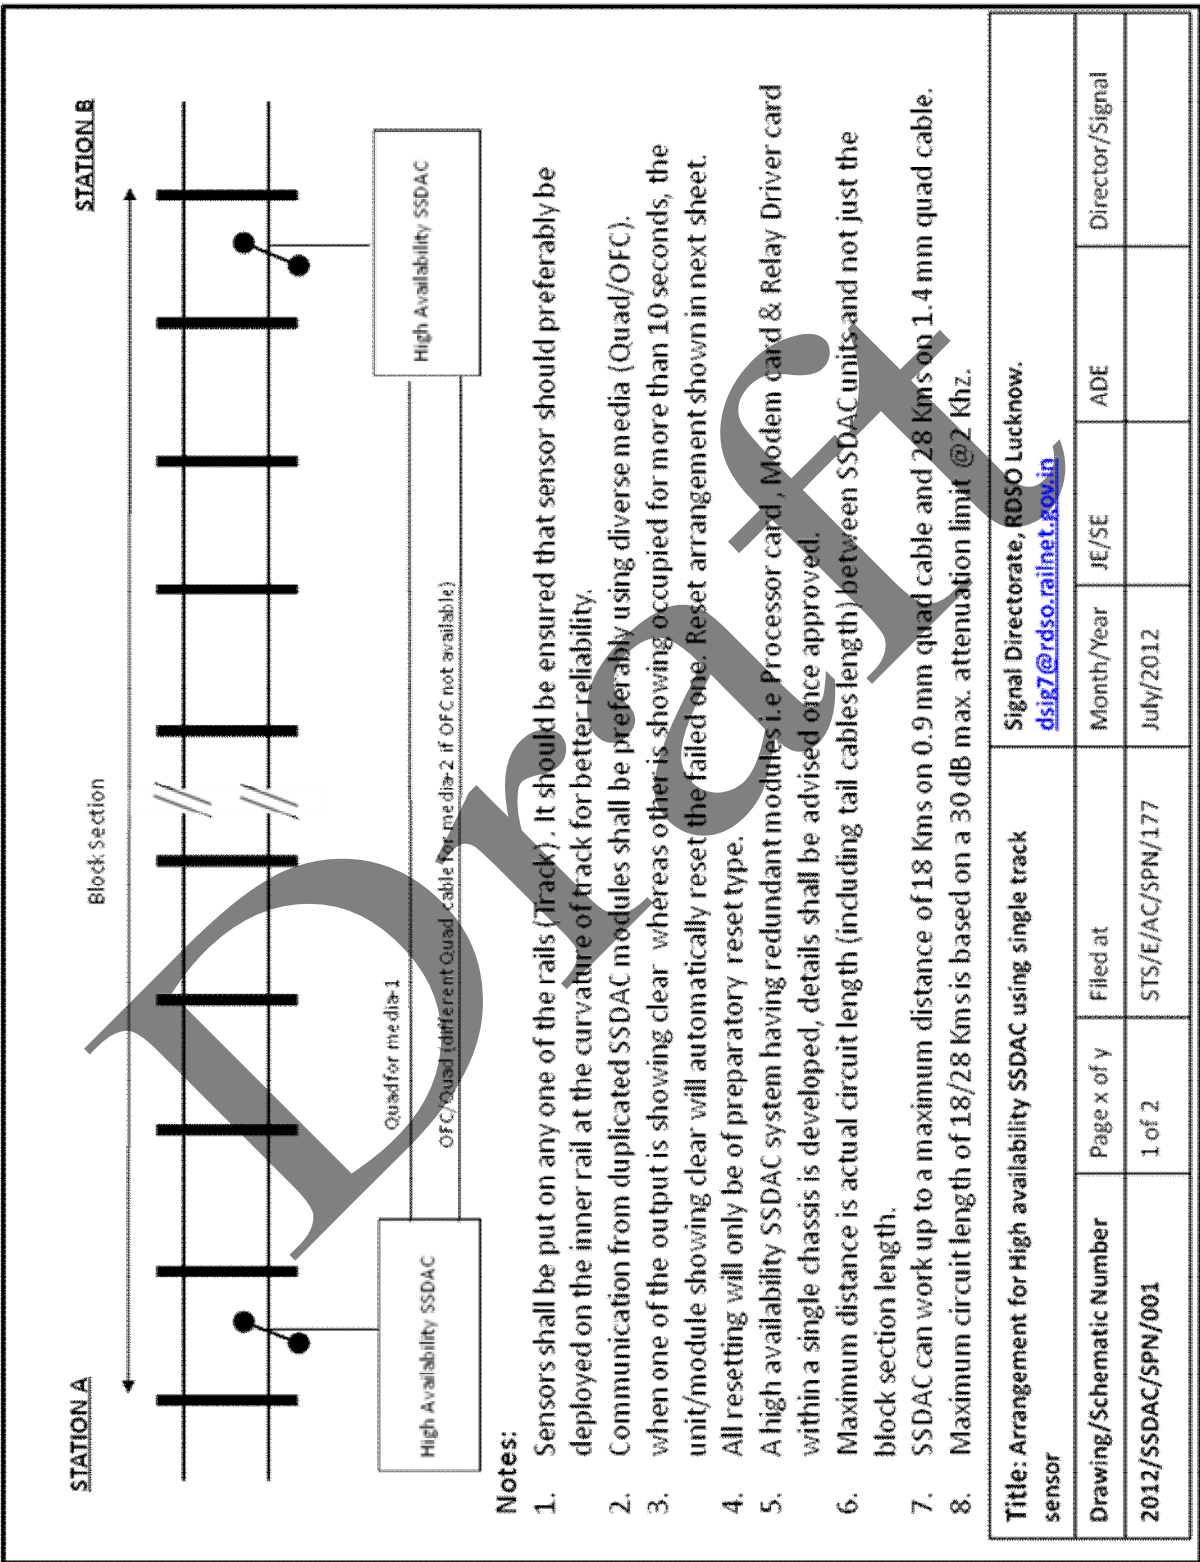 STATION A
STATION B
Block Section
High Availability SSDAC
High Availability SSDAC
Quad for media-1
OFC/Quad (different Quad cable for media-2 if OFC not available)
Notes:
1. Sensors shall be put on any one of the rails (Track). It should be ensured that sensor should preferably be
deployed on the inner rail at the curvature of track for better reliability.
2. Communication from duplicated SSDAC modules shall be preferably using diverse media (Quad/OFC).
3. when one of the output is showing clear whereas other is showing occupied for more than 10 seconds, the
unit/module showing clear will automatically reset the failed one. Reset arrangement shown in next sheet.
4. All resetting will only be of preparatory reset type.
5. A high availability SSDAC system having redundant modules i.e Processor card, Modem card & Relay Driver card
within a single chassis is developed, details shall be advised once approved.
6. Maximum distance is actual circuit length (including tail cables length) between SSDAC units and not just the
block section length.
7. SSDAC can work up to a maximum distance of 18 Kms on 0.9 mm quad cable and 28 Kms on 1.4 mm quad cable.
8. Maximum circuit length of 18/28 Kms is based on a 30 dB max. attenuation limit @2 Khz.
Draft
Title: Arrangement for High availability SSDAC using single track
sensor
Signal Directorate, RDSO Lucknow.
dsig7@rdso.railnet.gov.in
Drawing/Schematic Number Page x of y Filed at Month/Year JE/SE ADE Director/Signal
2012/SSDAC/SPN/001 1 of 2 STS/E/AC/SPN/177 July/2012